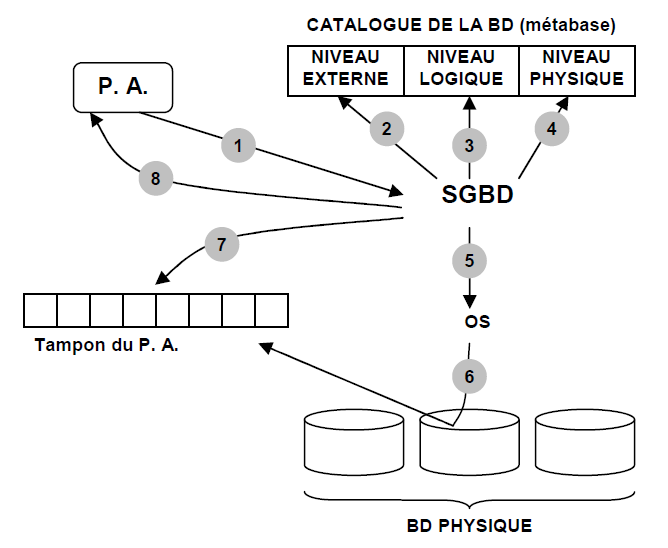 CATALOGUE DE LA BD (métabase)
NIVEAU EXTERNE
NIVEAU LOGIQUE
NIVEAU PHYSIQUE
P. A.
1
2
3
4
8
SGBD
7
5
OS
Tampon du P. A.
6
BD PHYSIQUE